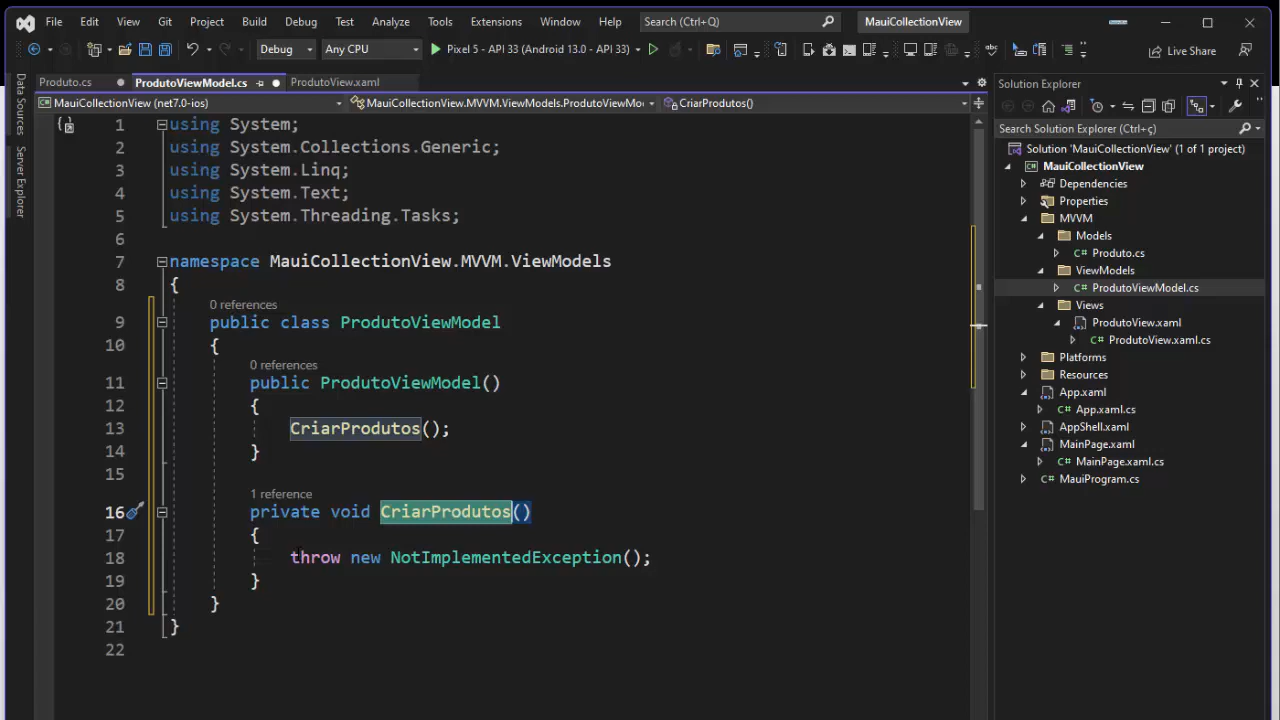 File Edit View Git Project Build Debug Test Analyze Tools Extensions Window Help Search (Ctrl+Q) MauiCollectionView
Debug Any CPU Pixel 5 - API 33 (Android 13.0 - API 33) Live Share
Produto.cs ProdutoViewModel.cs ProdutoView.xaml
MauiCollectionView (net7.0-ios) MauiCollectionView.MVVM.ViewModels.ProdutoViewMo CriarProdutos()
Data Sources
Server Explorer
1 using System;
2 using System.Collections.Generic;
3 using System.Linq;
4 using System.Text;
5 using System.Threading.Tasks;
6
7 namespace MauiCollectionView.MVVM.ViewModels
8 {
0 references
9 public class ProdutoViewModel
10 {
0 references
11 public ProdutoViewModel()
12 {
13 CriarProdutos();
14 }
15
1 reference
16 private void CriarProdutos()
17 {
18 throw new NotImplementedException();
19 }
20 }
21 }
22
Solution Explorer
Search Solution Explorer (Ctrl+ç)
Solution 'MauiCollectionView' (1 of 1 project)
MauiCollectionView
Dependencies
Properties
MVVM
Models
C# Produto.cs
ViewModels
C# ProdutoViewModel.cs
Views
ProdutoView.xaml
C# ProdutoView.xaml.cs
Platforms
Resources
App.xaml
C# App.xaml.cs
AppShell.xaml
MainPage.xaml
C# MainPage.xaml.cs
C# MauiProgram.cs